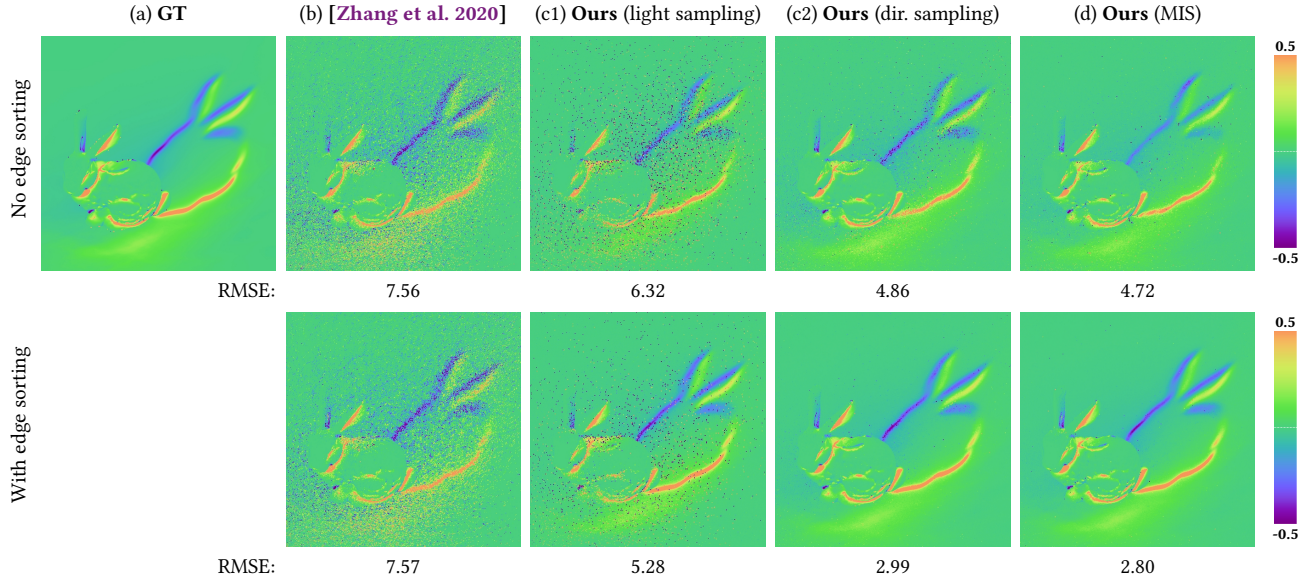 (a) GT (b) [Zhang et al. 2020] (c1) Ours (light sampling) (c2) Ours (dir. sampling) (d) Ours (MIS)
No edge sorting
0.5
-0.5
RMSE: 7.56 6.32 4.86 4.72
With edge sorting
0.5
-0.5
RMSE: 7.57 5.28 2.99 2.80